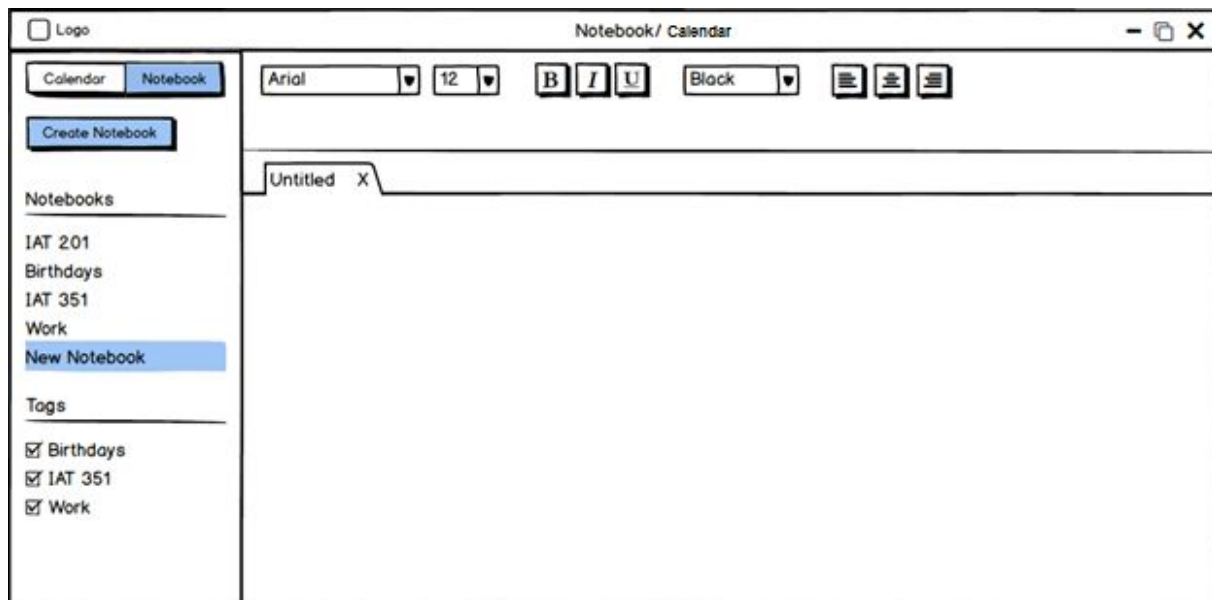 Logo
Notebook/ Calendar
Calendar Notebook
Arial 12 B I U Black
Create Notebook
Untitled X
Notebooks
IAT 201
Birthdays
IAT 351
Work
New Notebook
Tags
Birthdays
IAT 351
Work